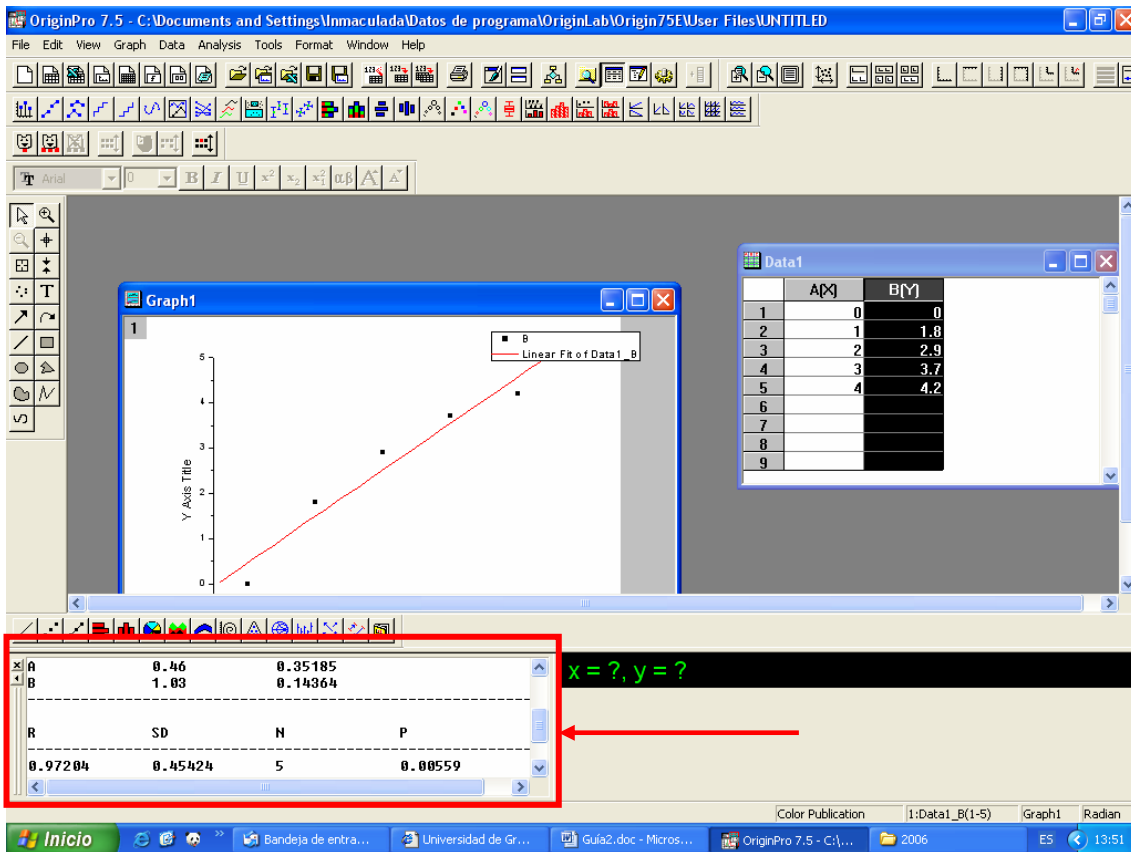 OriginPro 7.5 - C:\Documents and Settings\Inmaculada\Datos de programa\OriginLab\Origin75E\User Files\UNTITLED
File Edit View Graph Data Analysis Tools Format Window Help
Arial 0 B I U x² x₂ αβ A A
T
Graph1
1
B
Linear Fit of Data1_B
5
4
3
2
1
0
Y Axis Title
Data1
A(X) B(Y)
1 0 0
2 1 1.8
3 2 2.9
4 3 3.7
5 4 4.2
6
7
8
9
A 0.46 0.35185
B 1.03 0.14364
R SD N P
0.97204 0.45424 5 0.00559
x = ?, y = ?
Color Publication 1:Data1_B(1-5) Graph1 Radian
Inicio Bandeja de entra... Universidad de Gr... Guía2.doc - Micros... OriginPro 7.5 - C:\... 2006 ES 13:51